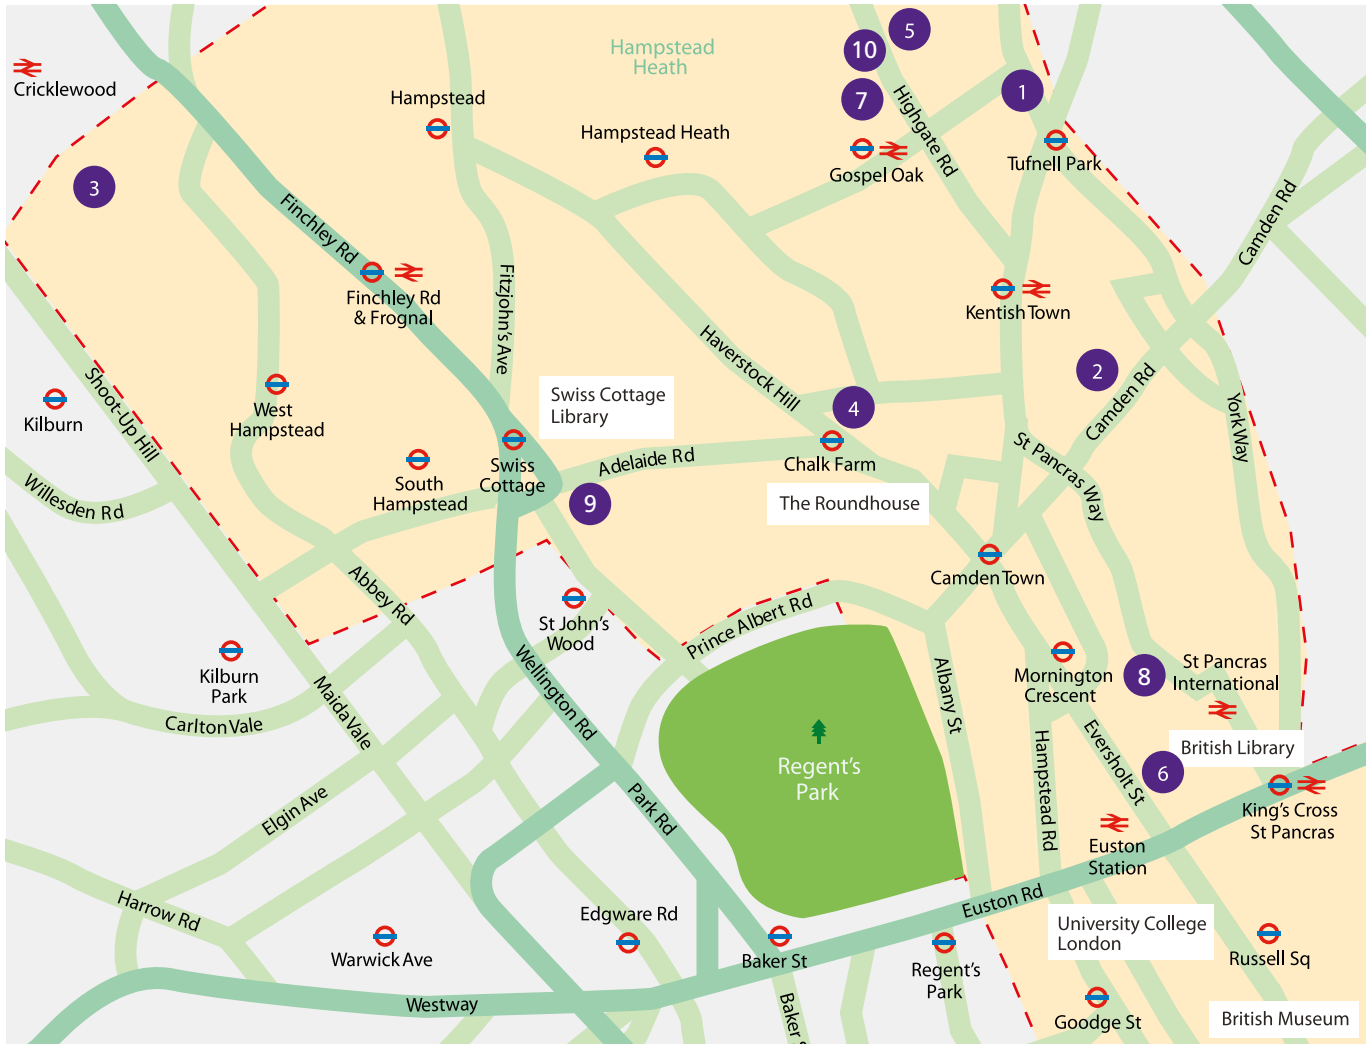 Hampstead
Heath
5
10
Cricklewood
Hampstead
7
1
Highgate Rd
Hampstead Heath
Gospel Oak
Tufnell Park
3
Finchley Rd
Camden Rd
Finchley Rd
& Frognal
Fitzjohn's Ave
Kentish Town
Haverstock Hill
2
Camden Rd
Shoot-Up Hill
Kilburn
West
Hampstead
Swiss Cottage
Library
4
York Way
Willesden Rd
South
Hampstead
Swiss
Cottage
Adelaide Rd
Chalk Farm
St Pancras Way
9
The Roundhouse
Abbey Rd
Camden Town
St John's
Wood
Prince Albert Rd
Kilburn
Park
Wellington Rd
Albany St
Mornington
Crescent
8
St Pancras
International
Carlton Vale
Maida Vale
Regent's
Park
Hampstead Rd
Eversholt St
British Library
6
Elgin Ave
Park Rd
King's Cross
St Pancras
Euston
Station
Harrow Rd
Edgware Rd
Euston Rd
University College
London
Warwick Ave
Baker St
Regent's
Park
Russell Sq
Westway
Baker S
Goodge St
British Museum